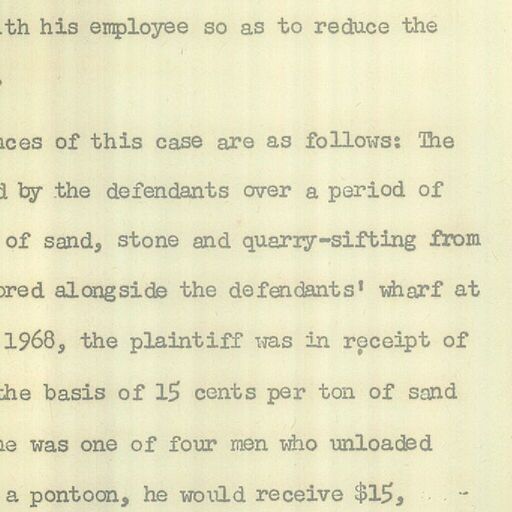 ith his employee so as to reduce the
nces of this case are as follows: The
d by the defendants over a period of
of sand, stone and quarry-sifting from
ored alongside the defendants' wharf at
1968, the plaintiff was in receipt of
the basis of 15 cents per ton of sand
he was one of four men who unloaded
a pontoon, he would receive $15,